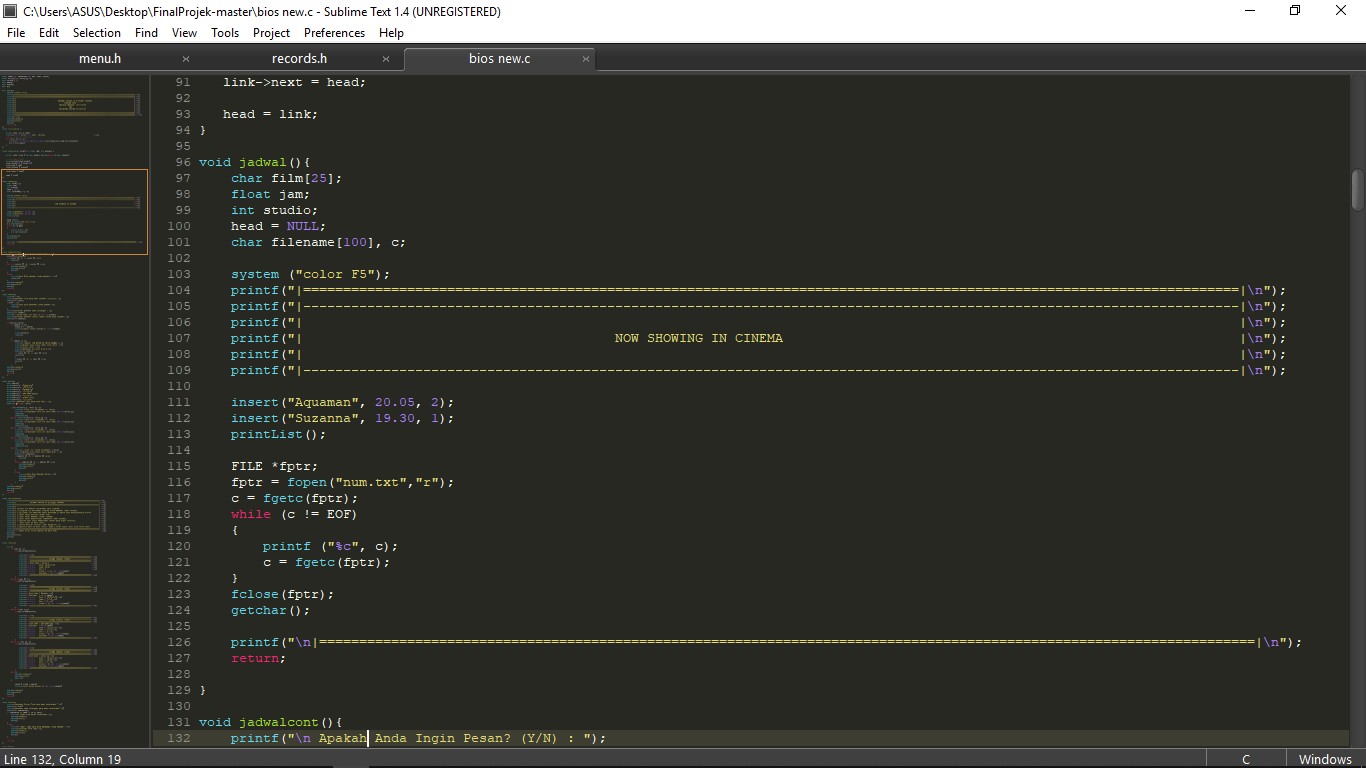 C:\Users\ASUS\Desktop\FinalProjek-master\bios new.c - Sublime Text 1.4 (UNREGISTERED)
File Edit Selection Find View Tools Project Preferences Help
menu.h × records.h × bios new.c ×
91    link->next = head;
92
93    head = link;
94 }
95
96 void jadwal(){
97     char film[25];
98     float jam;
99     int studio;
100     head = NULL;
101     char filename[100], c;
102
103     system ("color F5");
104     printf("|=====================================================================================================================|\n");
105     printf("|---------------------------------------------------------------------------------------------------------------------|\n");
106     printf("|                                                                                                                     |\n");
107     printf("|                                       NOW SHOWING IN CINEMA                                                         |\n");
108     printf("|                                                                                                                     |\n");
109     printf("|---------------------------------------------------------------------------------------------------------------------|\n");
110
111     insert("Aquaman", 20.05, 2);
112     insert("Suzanna", 19.30, 1);
113     printList();
114
115     FILE *fptr;
116     fptr = fopen("num.txt","r");
117     c = fgetc(fptr);
118     while (c != EOF)
119     {
120         printf ("%c", c);
121         c = fgetc(fptr);
122     }
123     fclose(fptr);
124     getchar();
125
126     printf("\n|=====================================================================================================================|\n");
127     return;
128
129 }
130
131 void jadwalcont(){
132     printf("\n Apakah Anda Ingin Pesan? (Y/N) : ");
Line 132, Column 19 C Windows